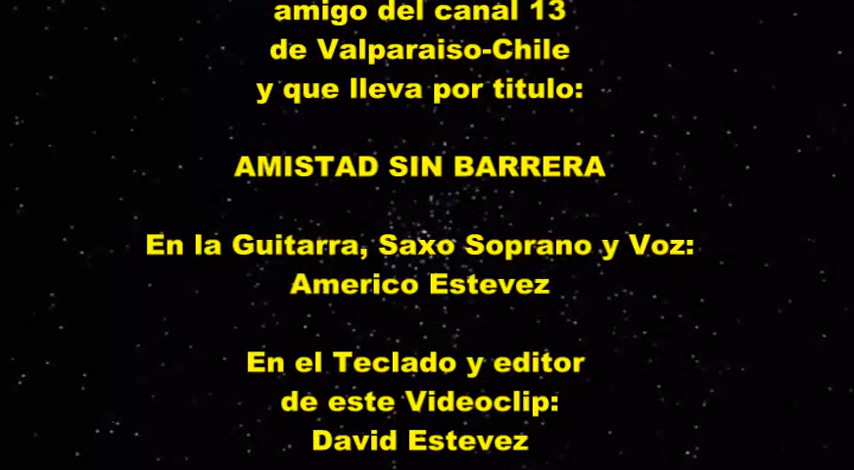 amigo del canal 13
de Valparaiso-Chile
y que lleva por titulo:
AMISTAD SIN BARRERA
En la Guitarra, Saxo Soprano y Voz:
Americo Estevez
En el Teclado y editor
de este Videoclip:
David Estevez